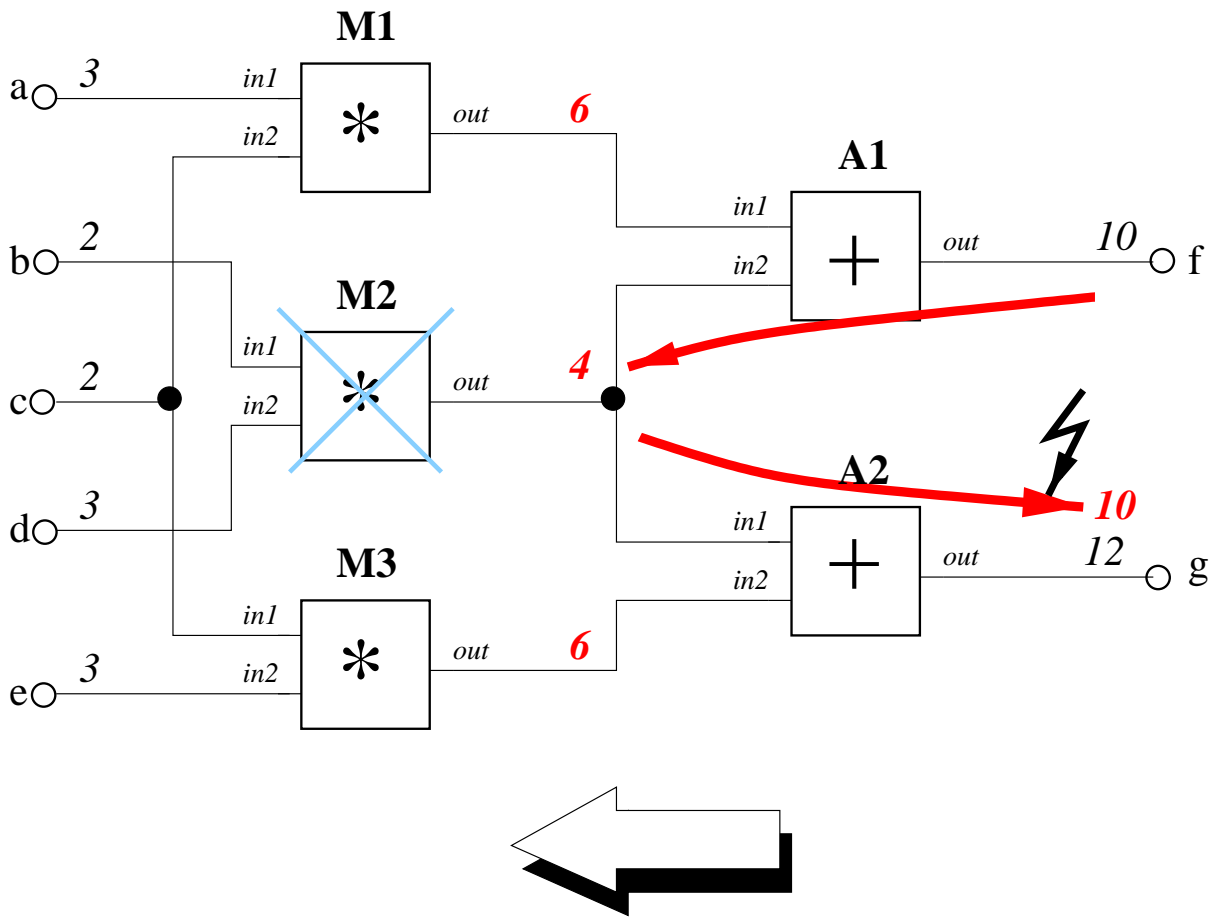 M1
a 3 in1 * out 6
in2
A1
b 2 in1 + out 10 f
in2
M2
in1 * out 4
c 2 in2
A2
d 3 10
in1 + out 12 g
in2
M3
in1 * out 6
e 3 in2